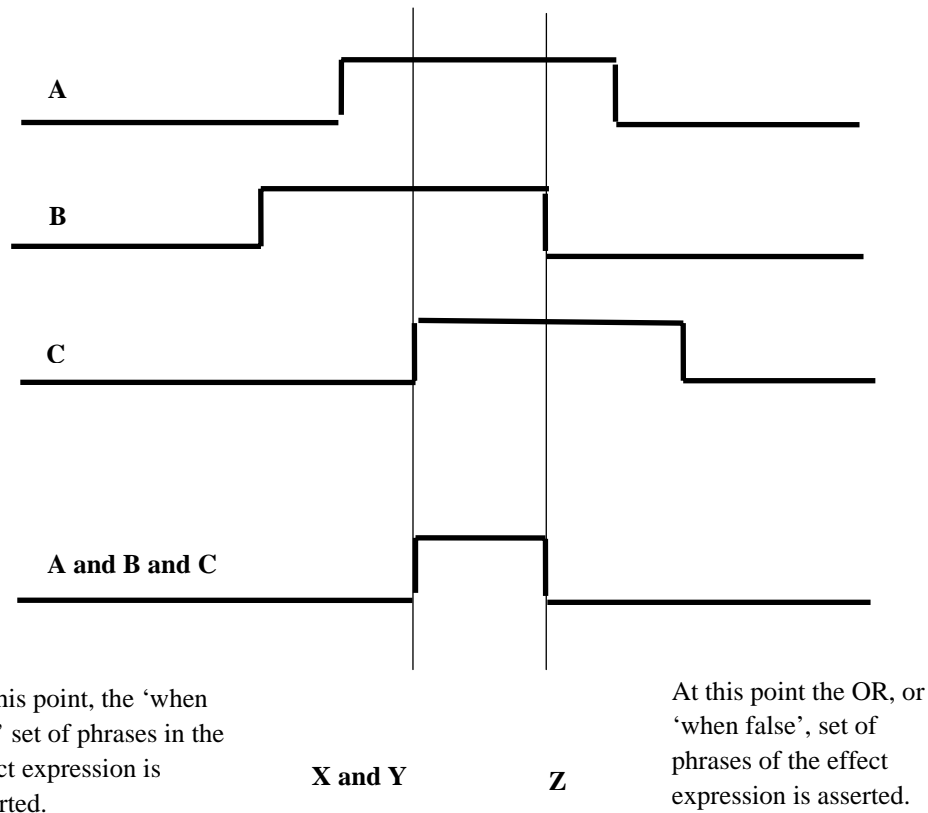 A
B
C
A and B and C
his point, the ‘when
’ set of phrases in the
ct expression is
rted.
X and Y
Z
At this point the OR, or
‘when false’, set of
phrases of the effect
expression is asserted.